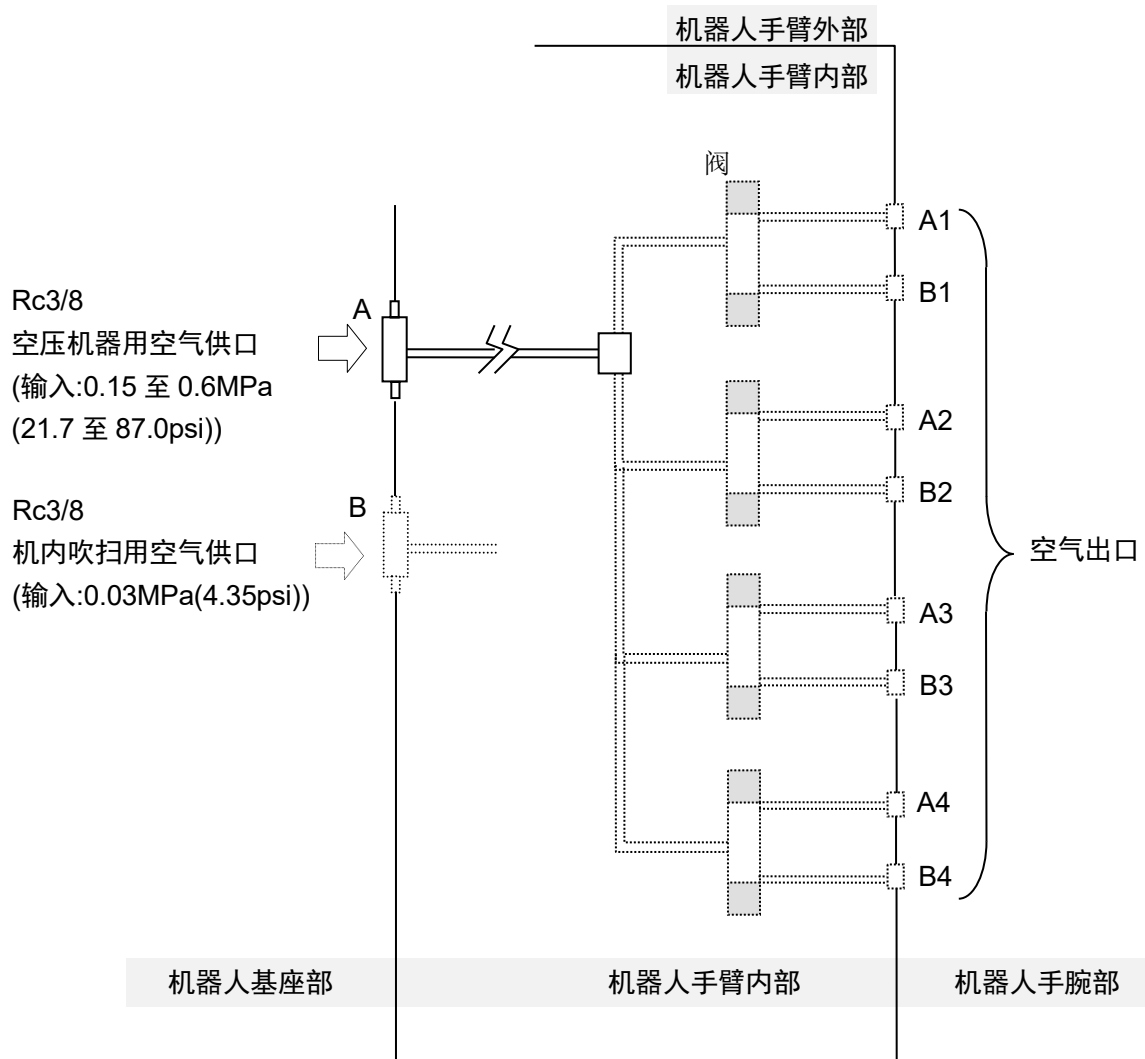 机器人手臂外部
机器人手臂内部
阀
A1
B1
Rc3/8
空压机器用空气供口
(输入:0.15 至 0.6MPa
(21.7 至 87.0psi))
A
A2
B2
Rc3/8
机内吹扫用空气供口
(输入:0.03MPa(4.35psi))
B
空气出口
A3
B3
A4
B4
机器人基座部
机器人手臂内部
机器人手腕部